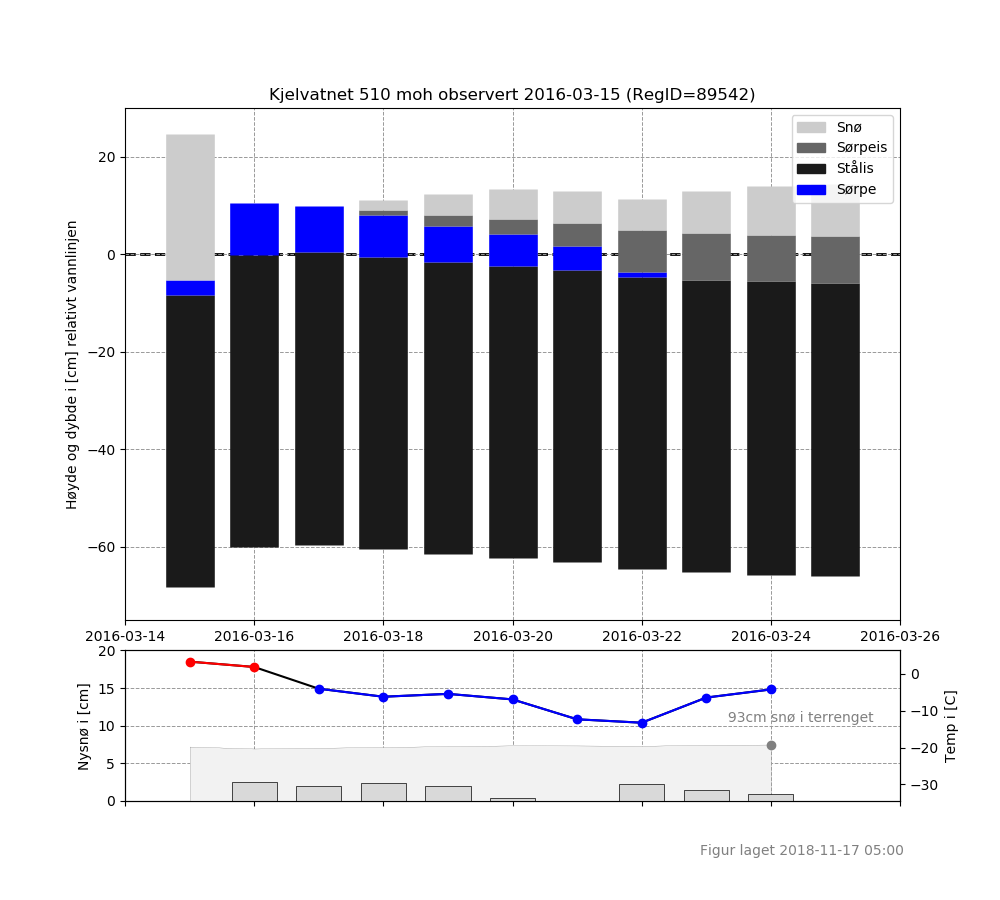 Kjelvatnet 510 moh observert 2016-03-15 (RegID=89542)
Snø
Sørpeis
Stålis
Sørpe
20
0
−20
−40
−60
Høyde og dybde i [cm] relativt vannlinjen
2016-03-14 2016-03-16 2016-03-18 2016-03-20 2016-03-22 2016-03-24 2016-03-26
20
15
10
5
0
Nysnø i [cm]
93cm snø i terrenget
0
−10
−20
−30
Temp i [C]
Figur laget 2018-11-17 05:00